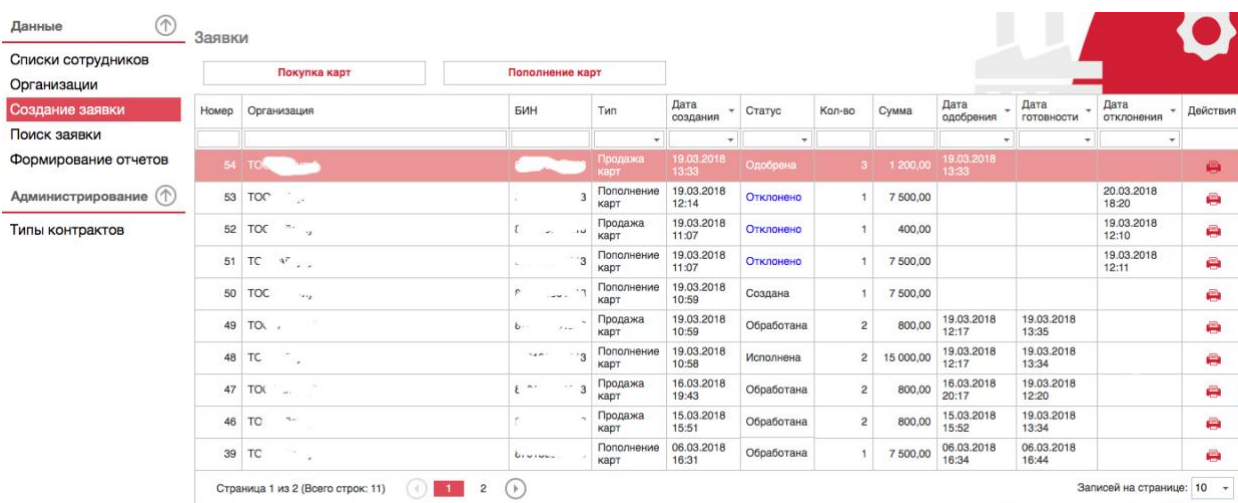 Данные
Списки сотрудников
Организации
Создание заявки
Поиск заявки
Формирование отчетов
Администрирование
Типы контрактов
Заявки
Покупка карт Пополнение карт
Номер Организация БИН Тип Дата создания Статус Кол-во Сумма Дата одобрения Дата готовности Дата отклонения Действия
54 Продажа карт 19.03.2018 13:33 Одобрена 3 1 200,00 19.03.2018 13:33
53 ТОО 3 Пополнение карт 19.03.2018 12:14 Отклонено 1 7 500,00 20.03.2018 18:20
52 Продажа карт 19.03.2018 11:07 Отклонено 1 400,00 19.03.2018 12:10
51 3 Пополнение карт 19.03.2018 11:07 Отклонено 1 7 500,00 19.03.2018 12:11
50 ТОО Пополнение карт 19.03.2018 10:59 Создана 1 7 500,00
49 Продажа карт 19.03.2018 10:59 Обработана 2 800,00 19.03.2018 12:17 19.03.2018 13:35
48 3 Пополнение карт 19.03.2018 10:58 Исполнена 2 15 000,00 19.03.2018 12:17 19.03.2018 13:34
47 3 Продажа карт 16.03.2018 19:43 Обработана 2 800,00 16.03.2018 20:17 19.03.2018 12:20
46 Продажа карт 15.03.2018 15:51 Обработана 2 800,00 15.03.2018 15:52 19.03.2018 13:34
39 Пополнение карт 06.03.2018 16:31 Обработана 1 7 500,00 06.03.2018 16:34 06.03.2018 16:44
Страница 1 из 2 (Всего строк: 11) 1 2 Записей на странице: 10